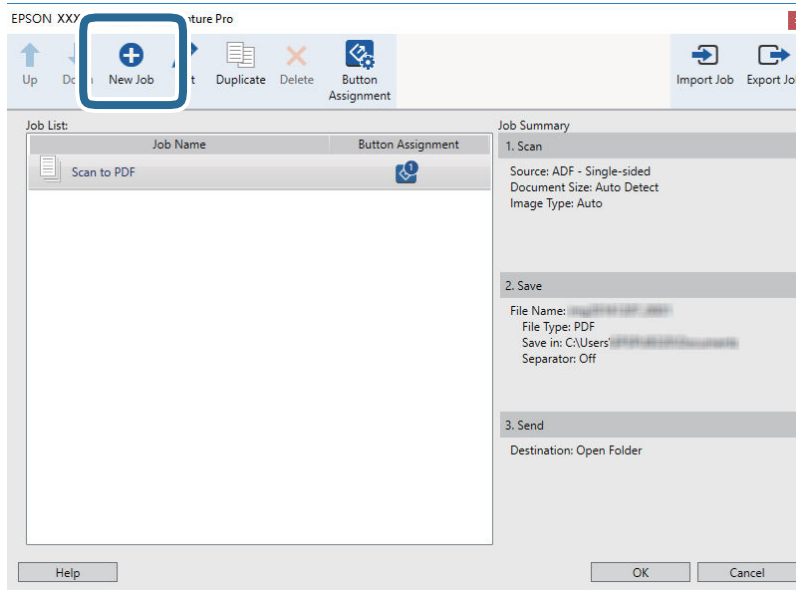 EPSON XXX ture Pro
Up
New Job
Duplicate
Delete
Button
Assignment
Import Job
Export Jo
Job List:
Job Name
Button Assignment
Scan to PDF
1
Job Summary
1. Scan
Source: ADF - Single-sided
Document Size: Auto Detect
Image Type: Auto
2. Save
File Name:
File Type: PDF
Save in: C:\Users\
Separator: Off
3. Send
Destination: Open Folder
Help
OK
Cancel